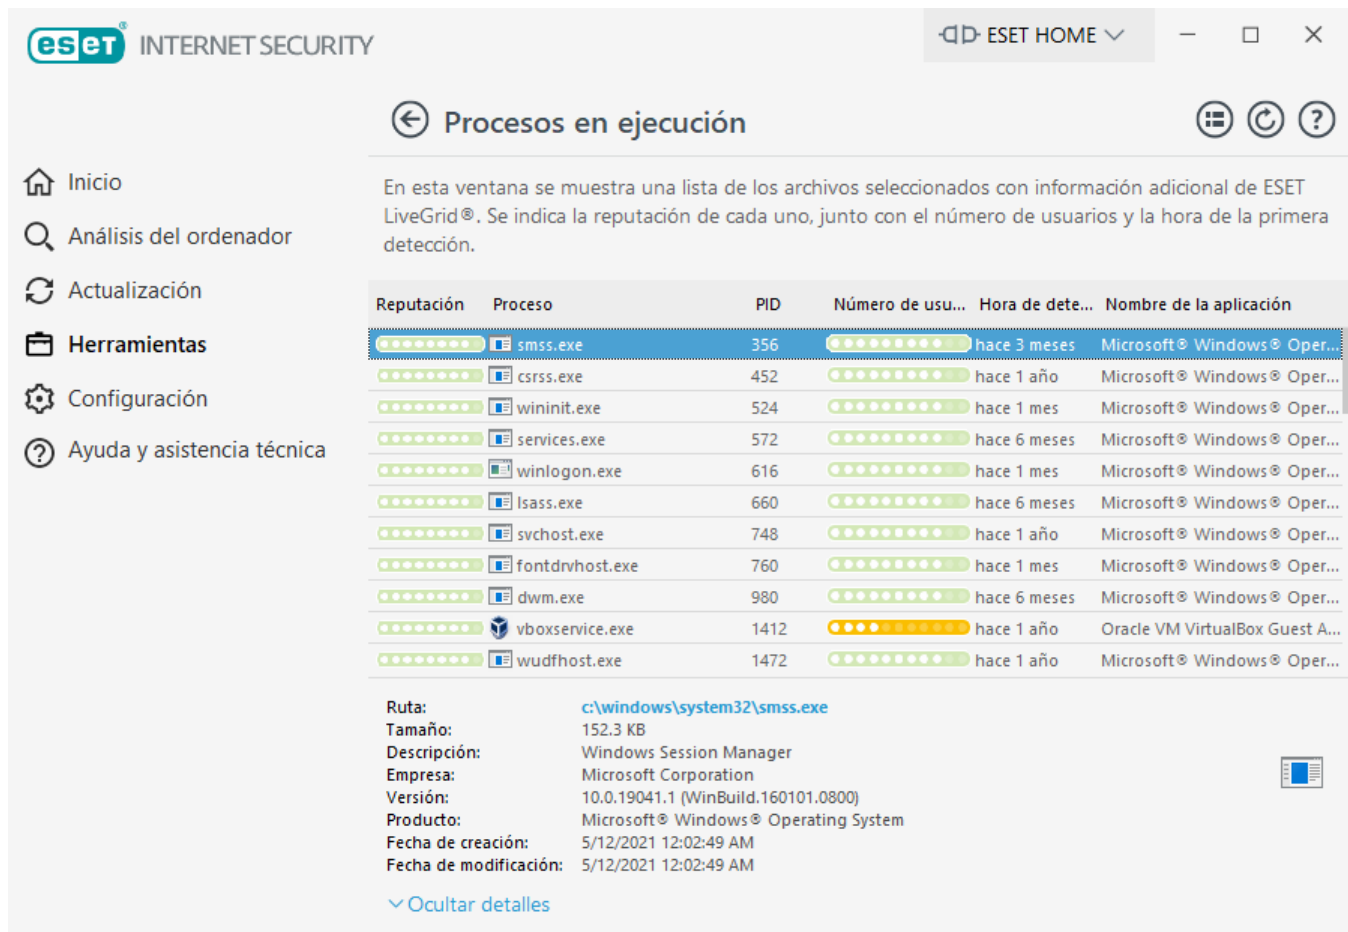 eset® INTERNET SECURITY
ESET HOME
Procesos en ejecución
Inicio
Análisis del ordenador
Actualización
Herramientas
Configuración
Ayuda y asistencia técnica
En esta ventana se muestra una lista de los archivos seleccionados con información adicional de ESET
LiveGrid®. Se indica la reputación de cada uno, junto con el número de usuarios y la hora de la primera
detección.
Reputación Proceso PID Número de usu... Hora de dete... Nombre de la aplicación
smss.exe 356 hace 3 meses Microsoft® Windows® Oper...
csrss.exe 452 hace 1 año Microsoft® Windows® Oper...
wininit.exe 524 hace 1 mes Microsoft® Windows® Oper...
services.exe 572 hace 6 meses Microsoft® Windows® Oper...
winlogon.exe 616 hace 1 mes Microsoft® Windows® Oper...
lsass.exe 660 hace 6 meses Microsoft® Windows® Oper...
svchost.exe 748 hace 1 año Microsoft® Windows® Oper...
fontdrvhost.exe 760 hace 1 mes Microsoft® Windows® Oper...
dwm.exe 980 hace 6 meses Microsoft® Windows® Oper...
vboxservice.exe 1412 hace 1 año Oracle VM VirtualBox Guest A...
wudfhost.exe 1472 hace 1 año Microsoft® Windows® Oper...
Ruta: c:\windows\system32\smss.exe
Tamaño: 152.3 KB
Descripción: Windows Session Manager
Empresa: Microsoft Corporation
Versión: 10.0.19041.1 (WinBuild.160101.0800)
Producto: Microsoft® Windows® Operating System
Fecha de creación: 5/12/2021 12:02:49 AM
Fecha de modificación: 5/12/2021 12:02:49 AM
Ocultar detalles